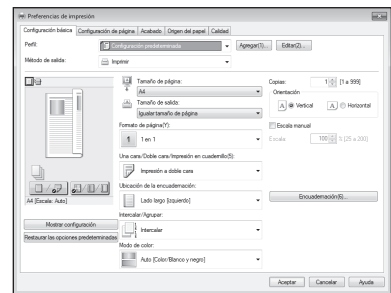 Preferencias de impresión
Configuración básica Configuración de página Acabado Origen del papel Calidad
Perfil: Configuración predeterminada Agregar(1)... Editar(2)...
Método de salida: Imprimir
Tamaño de página: Copias: 1 [1 a 999]
A4 Orientación
Tamaño de salida: A Vertical A Horizontal
Igualar tamaño de página
Formato de página(Y): Escala manual
1 1 en 1 Escala: 100 % [25 a 200]
Una cara/Doble cara/Impresión en cuadernillo(5):
Impresión a doble cara
Ubicación de la encuadernación:
A4 [Escala: Auto] Lado largo [izquierdo] Encuadernación(6)...
Intercalar/Agrupar:
Mostrar configuración Intercalar
Restaurar las opciones predeterminadas
Modo de color:
Auto [Color/Blanco y negro]
Aceptar Cancelar Ayuda